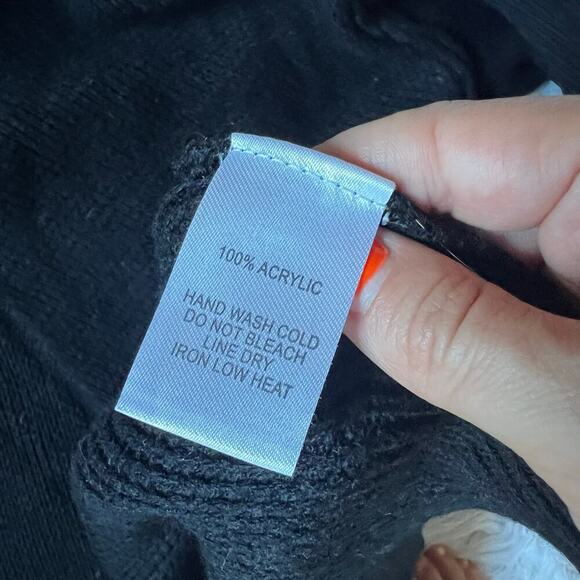 100% ACRYLIC
HAND WASH COLD
DO NOT BLEACH
LINE DRY
IRON LOW HEAT